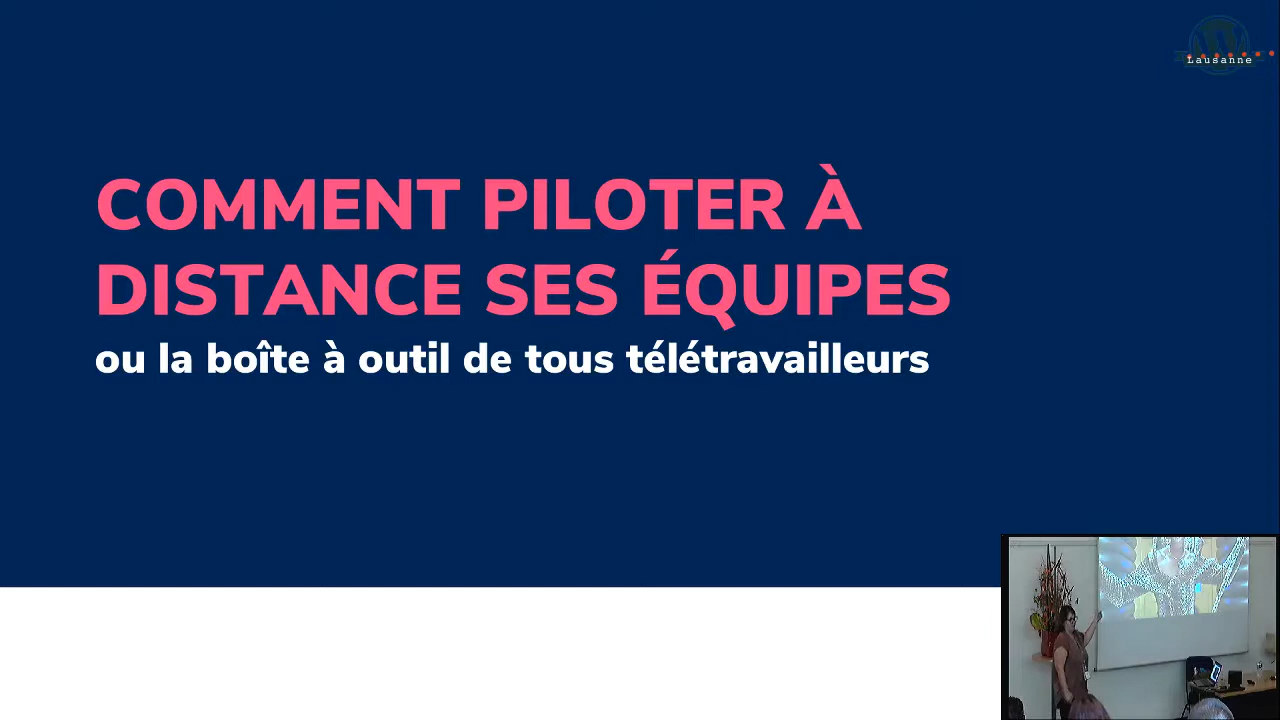 Lausanne
COMMENT PILOTER À
DISTANCE SES ÉQUIPES
ou la boîte à outil de tous télétravailleurs